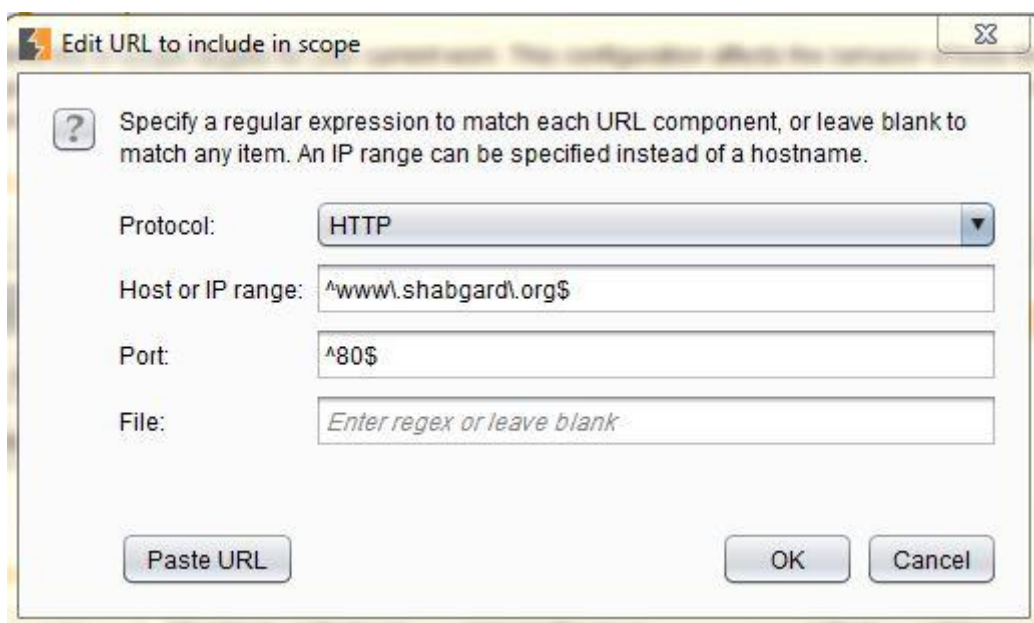 Edit URL to include in scope
Specify a regular expression to match each URL component, or leave blank to
match any item. An IP range can be specified instead of a hostname.
Protocol: HTTP
Host or IP range: ^www\.shabgard\.org$
Port: ^80$
File: Enter regex or leave blank
Paste URL OK Cancel